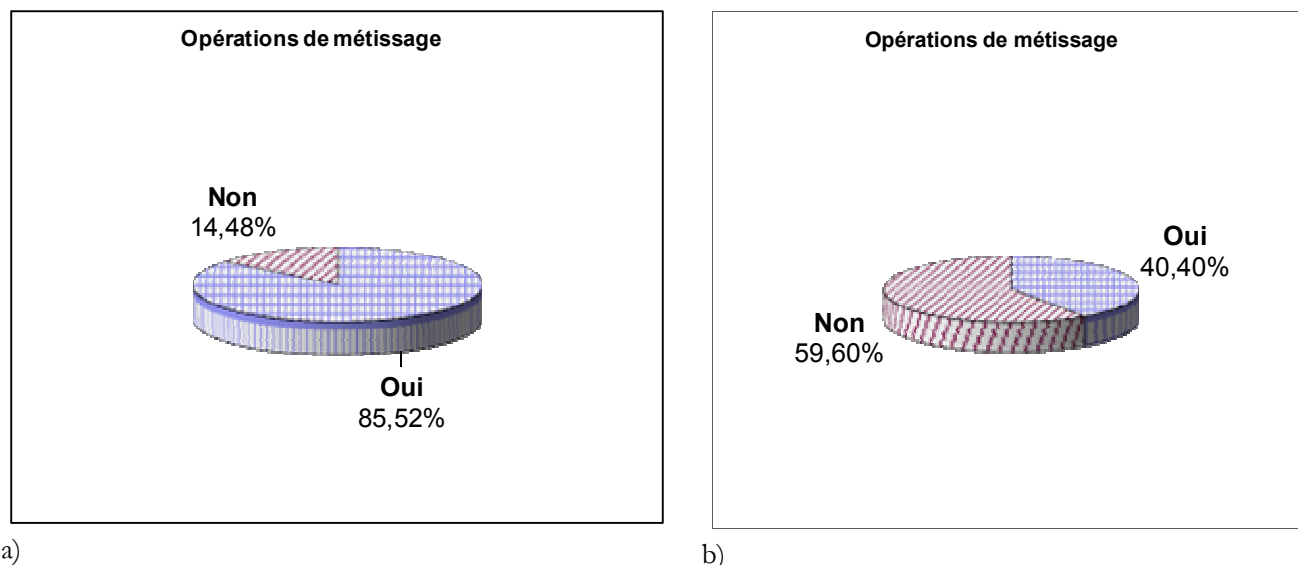 Opérations de métissage
Non
14,48%
Oui
85,52%
a)
Opérations de métissage
Oui
40,40%
Non
59,60%
b)